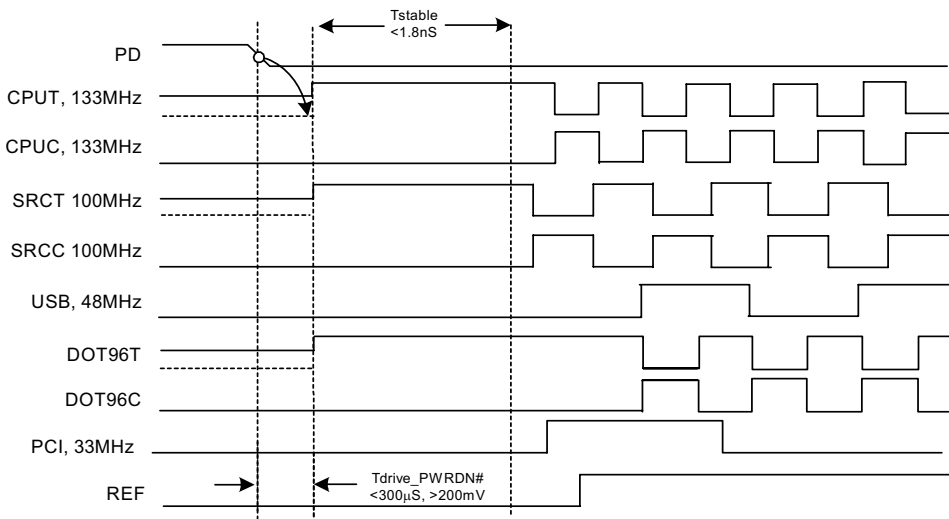 Tstable
<1.8nS
PD
CPUT, 133MHz
CPUC, 133MHz
SRCT 100MHz
SRCC 100MHz
USB, 48MHz
DOT96T
DOT96C
PCI, 33MHz
Tdrive_PWRDN#
<300µS, >200mV
REF